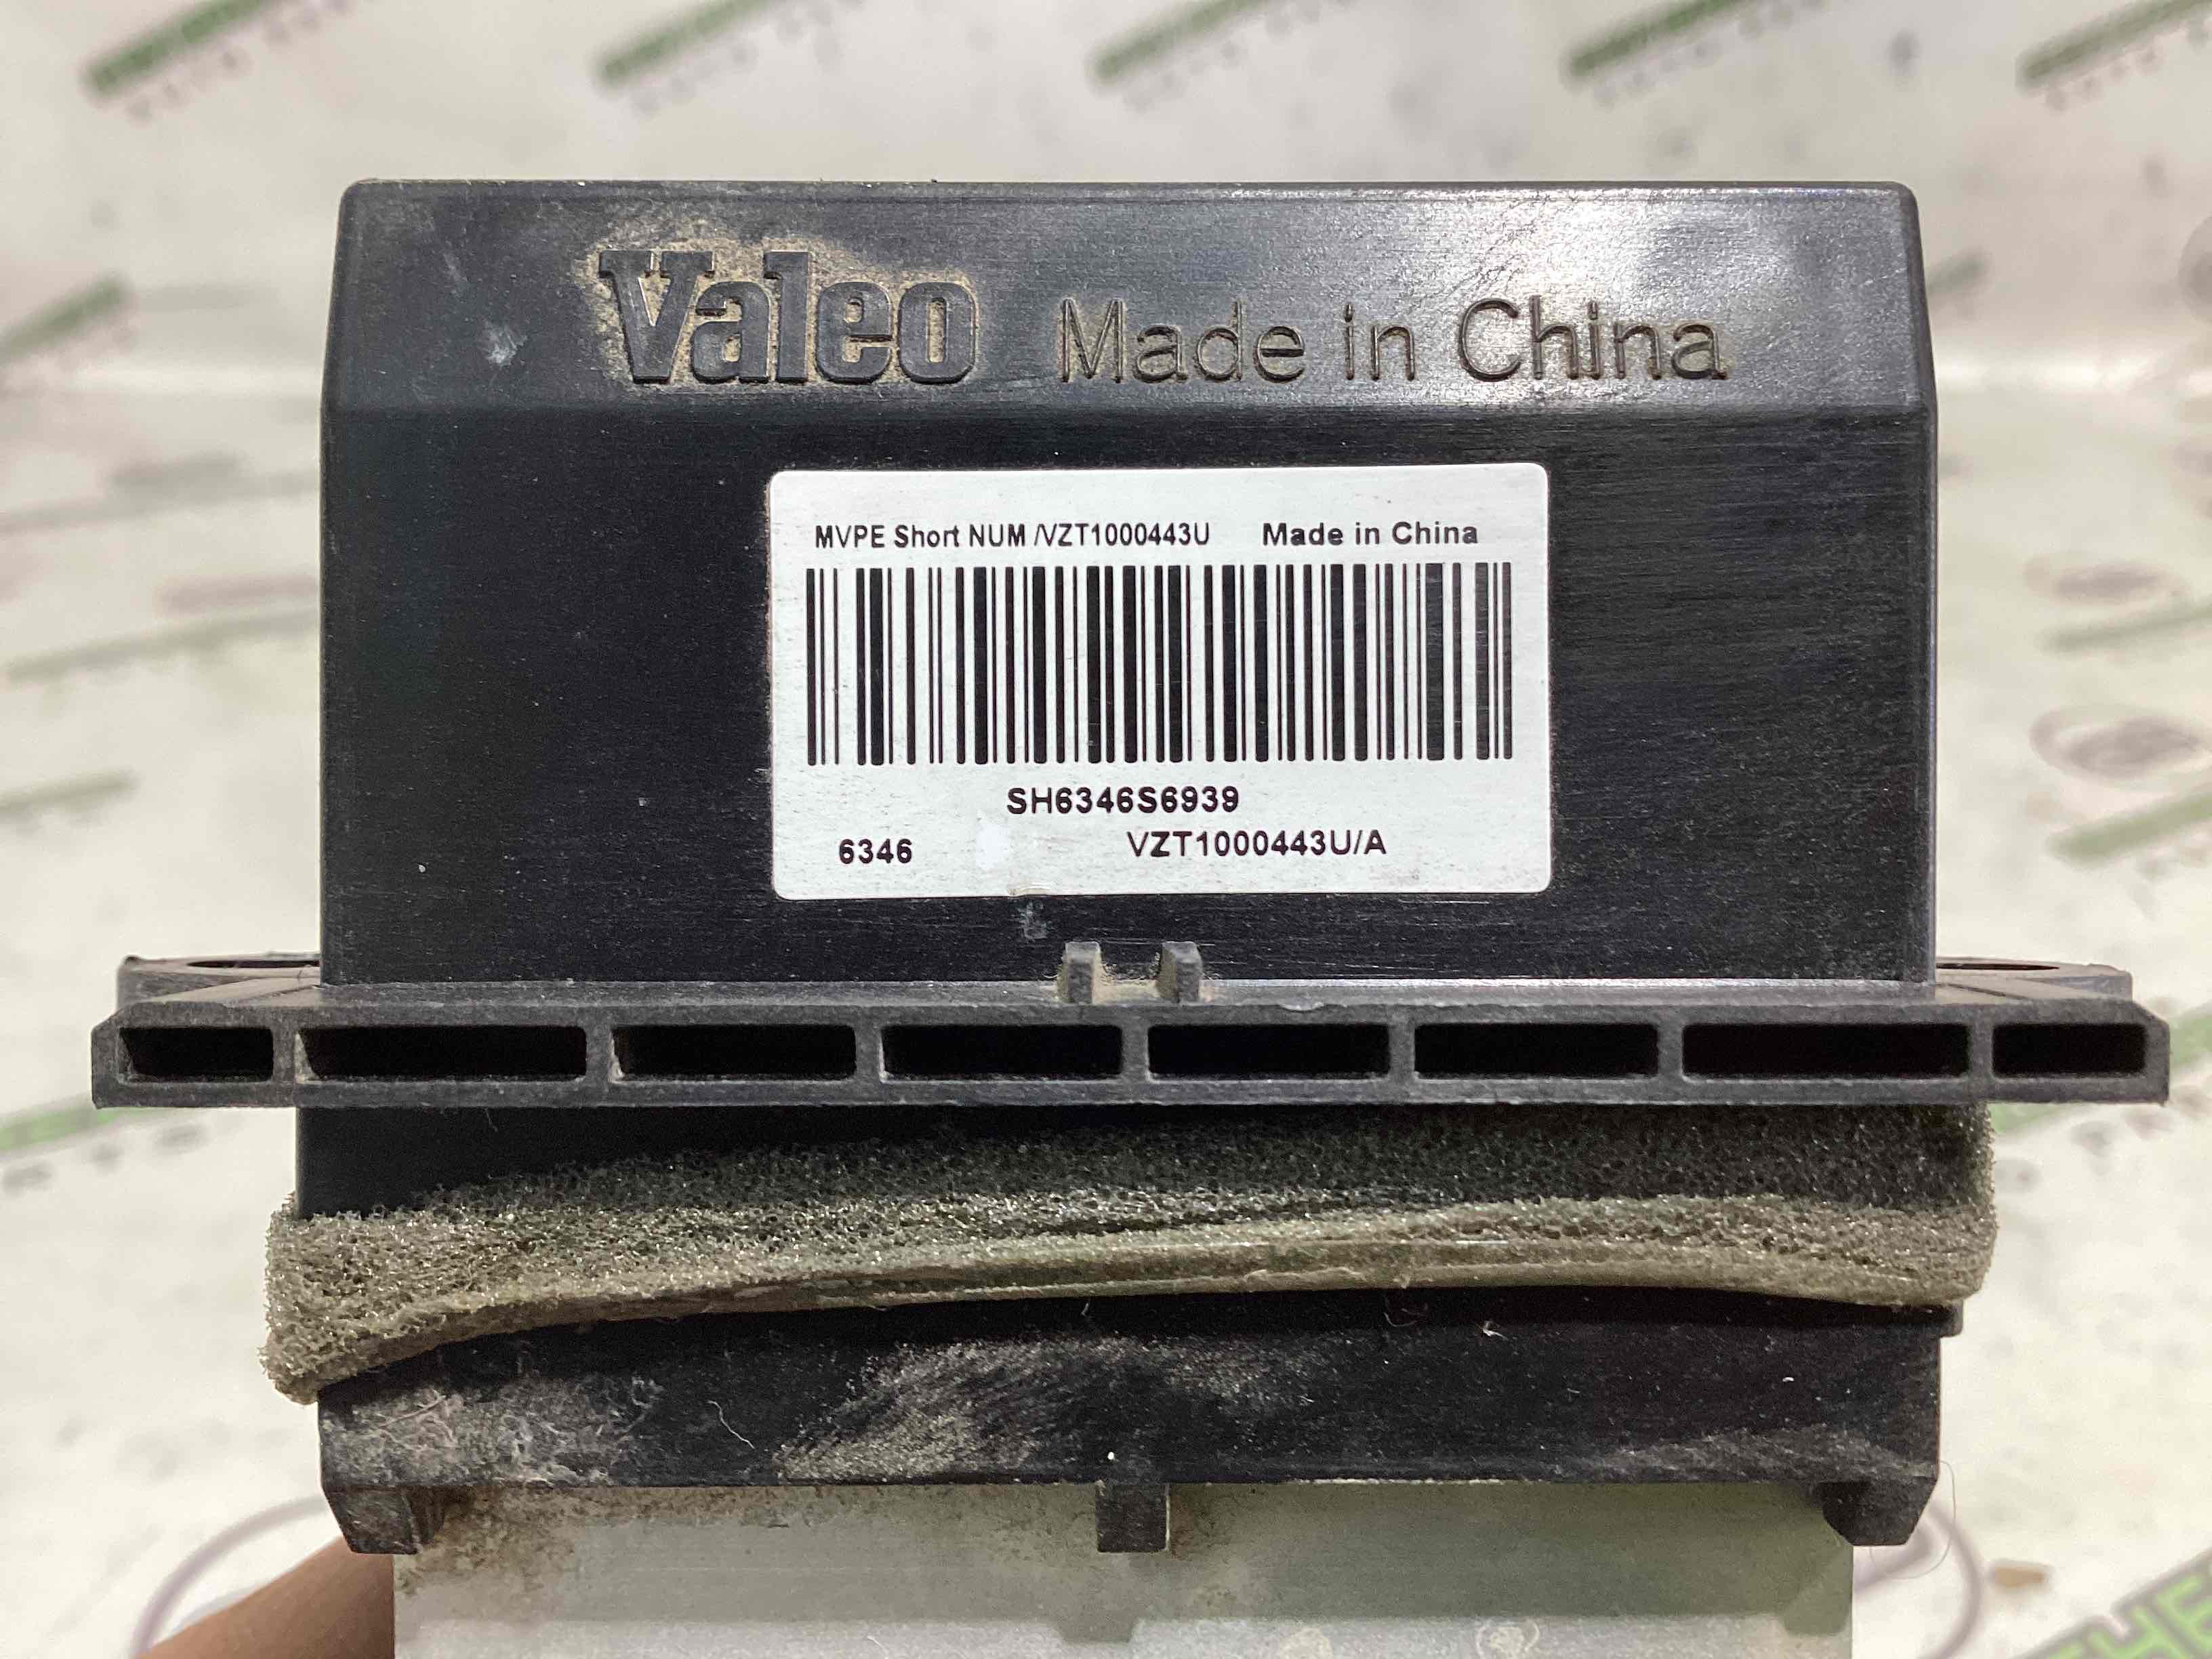 Valeo Made in China
MVPE Short NUM /VZT1000443U Made in China
SH6346S6939
6346 VZT1000443U/A